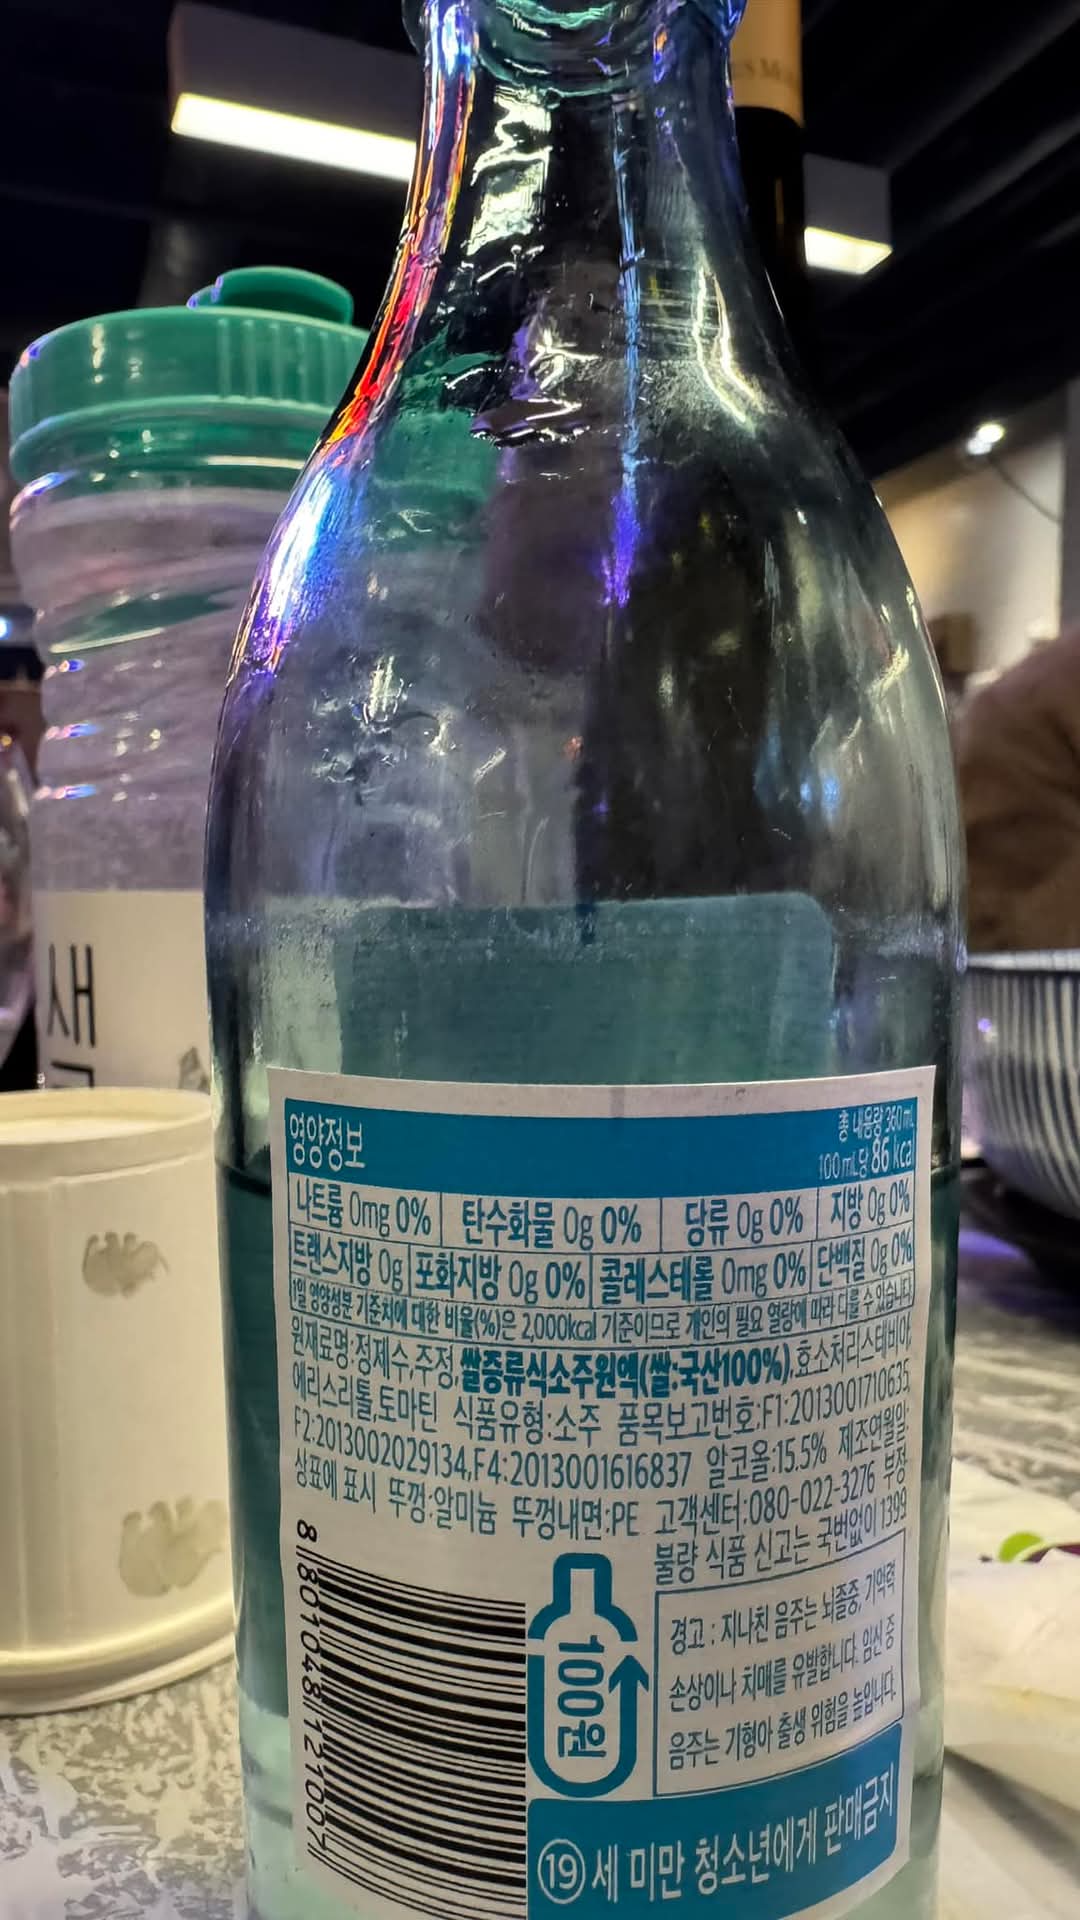 새
영양정보
총 내용량 360mL
100mL당 86 kcal
나트륨 0mg 0% 탄수화물 0g 0% 당류 0g 0% 지방 0g 0%
트랜스지방 0g 포화지방 0g 0% 콜레스테롤 0mg 0% 단백질 0g 0%
1일 영양성분 기준치에 대한 비율(%)은 2,000kcal 기준이므로 개인의 필요 열량에 따라 다를 수 있습니다.
원재료명:정제수,주정,쌀증류식소주원액(쌀:국산100%),효소처리스테비아,
에리스리톨,토마틴 식품유형:소주 품목보고번호:F1:2013001710635,
F2:2013002029134,F4:2013001616837 알코올:15.5% 제조연월일:
상표에 표시 뚜껑:알미늄 뚜껑내면:PE 고객센터:080-022-3276 부정
불량 식품 신고는 국번없이 1399
8 801048 121007
100원
경고 : 지나친 음주는 뇌졸중, 기억력
손상이나 치매를 유발합니다. 임신 중
음주는 기형아 출생 위험을 높입니다.
19세 미만 청소년에게 판매금지